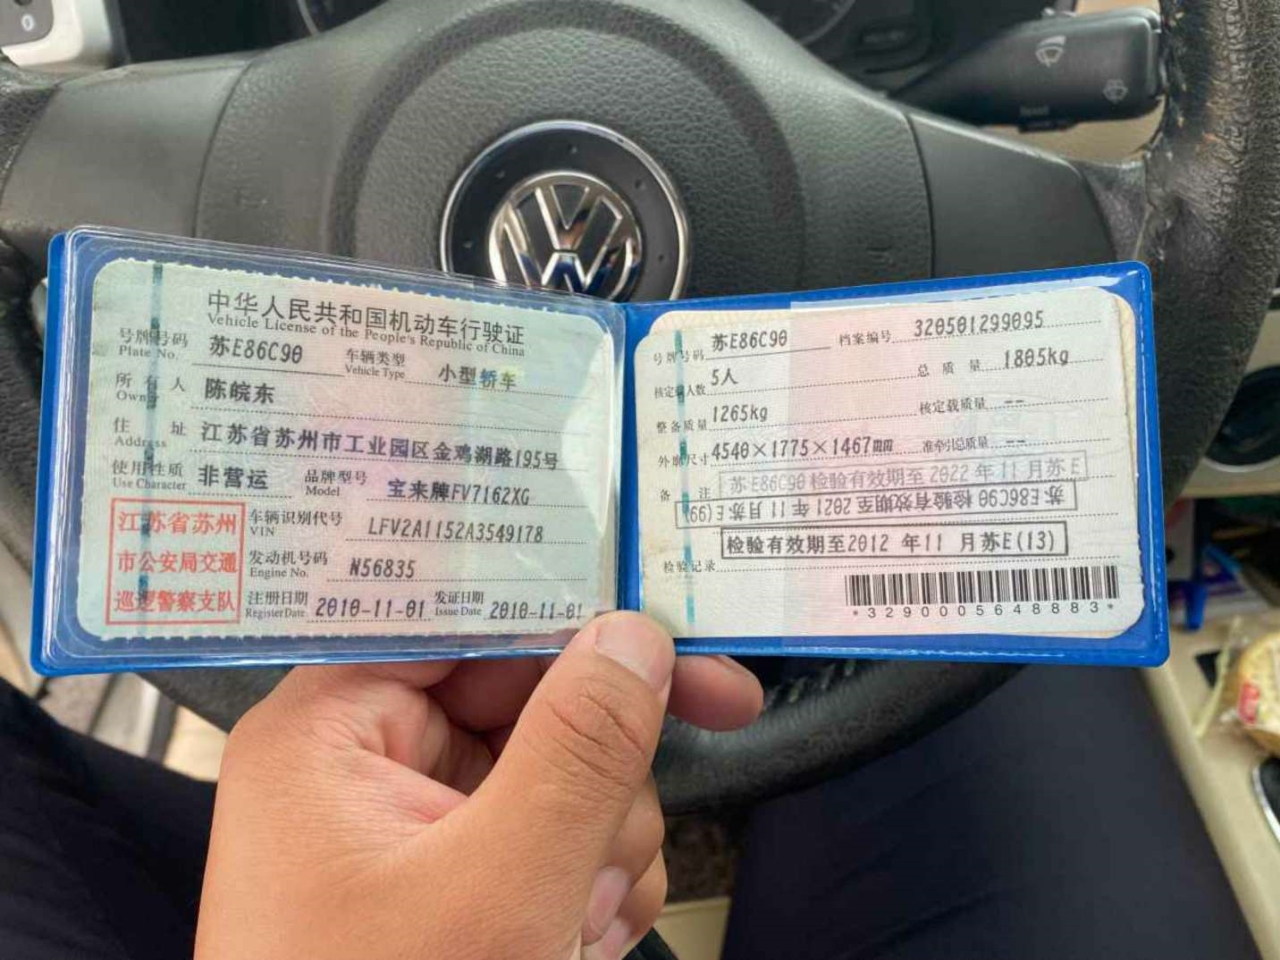 中华人民共和国机动车行驶证
Vehicle License of the People's Republic of China
号牌号码 苏E86C90 车辆类型 小型轿车
Plate No. Vehicle Type
所有人 陈皖东
Owner
住址 江苏省苏州市工业园区金鸡湖路195号
Address
使用性质 非营运 品牌型号 宝来牌FV7162XG
Use Character Model
江苏省苏州
市公安局交通
巡逻警察支队
车辆识别代号 LFV2A1152A3549178
VIN
发动机号码 N56835
Engine No.
注册日期 2010-11-01 发证日期 2010-11-01
Register Date Issue Date
号牌号码 苏E86C90 档案编号 320501299095
核定载人数 5人 总质量 1805kg
整备质量 1265kg 核定载质量 --
外廓尺寸 4540×1775×1467 准牵引总质量 --
备注 苏E86C90 检验有效期至 2022年11月苏E
苏E86C90 检验有效期至2021年11月苏E(99)
检验有效期至2012年11月苏E(13)
检验记录
*3290005648883*